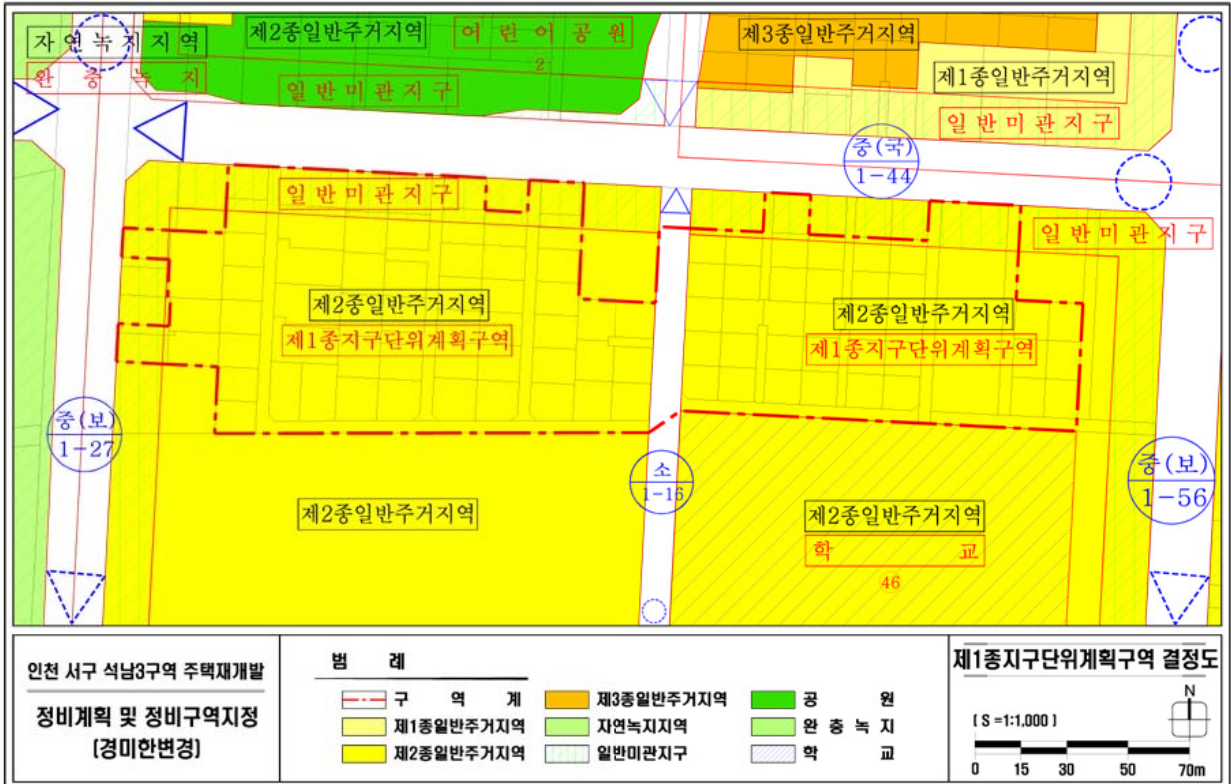 자연녹지지역
완 충 녹 지
제2종일반주거지역
어린이공원
2
일반미관지구
제3종일반주거지역
제1종일반주거지역
일반미관지구
중(국)
1-44
일반미관지구
일반미관지구
제2종일반주거지역
제1종지구단위계획구역
제2종일반주거지역
제1종지구단위계획구역
중(보)
1-27
소
1-16
중(보)
1-56
제2종일반주거지역
제2종일반주거지역
학 교
46
인천 서구 석남3구역 주택재개발
정비계획 및 정비구역지정
(경미한변경)
범 례
구 역 계
제3종일반주거지역
공 원
제1종일반주거지역
자연녹지지역
완 충 녹 지
제2종일반주거지역
일반미관지구
학 교
제1종지구단위계획구역 결정도
( S =1:1,000 )
N
0 15 30 50 70m